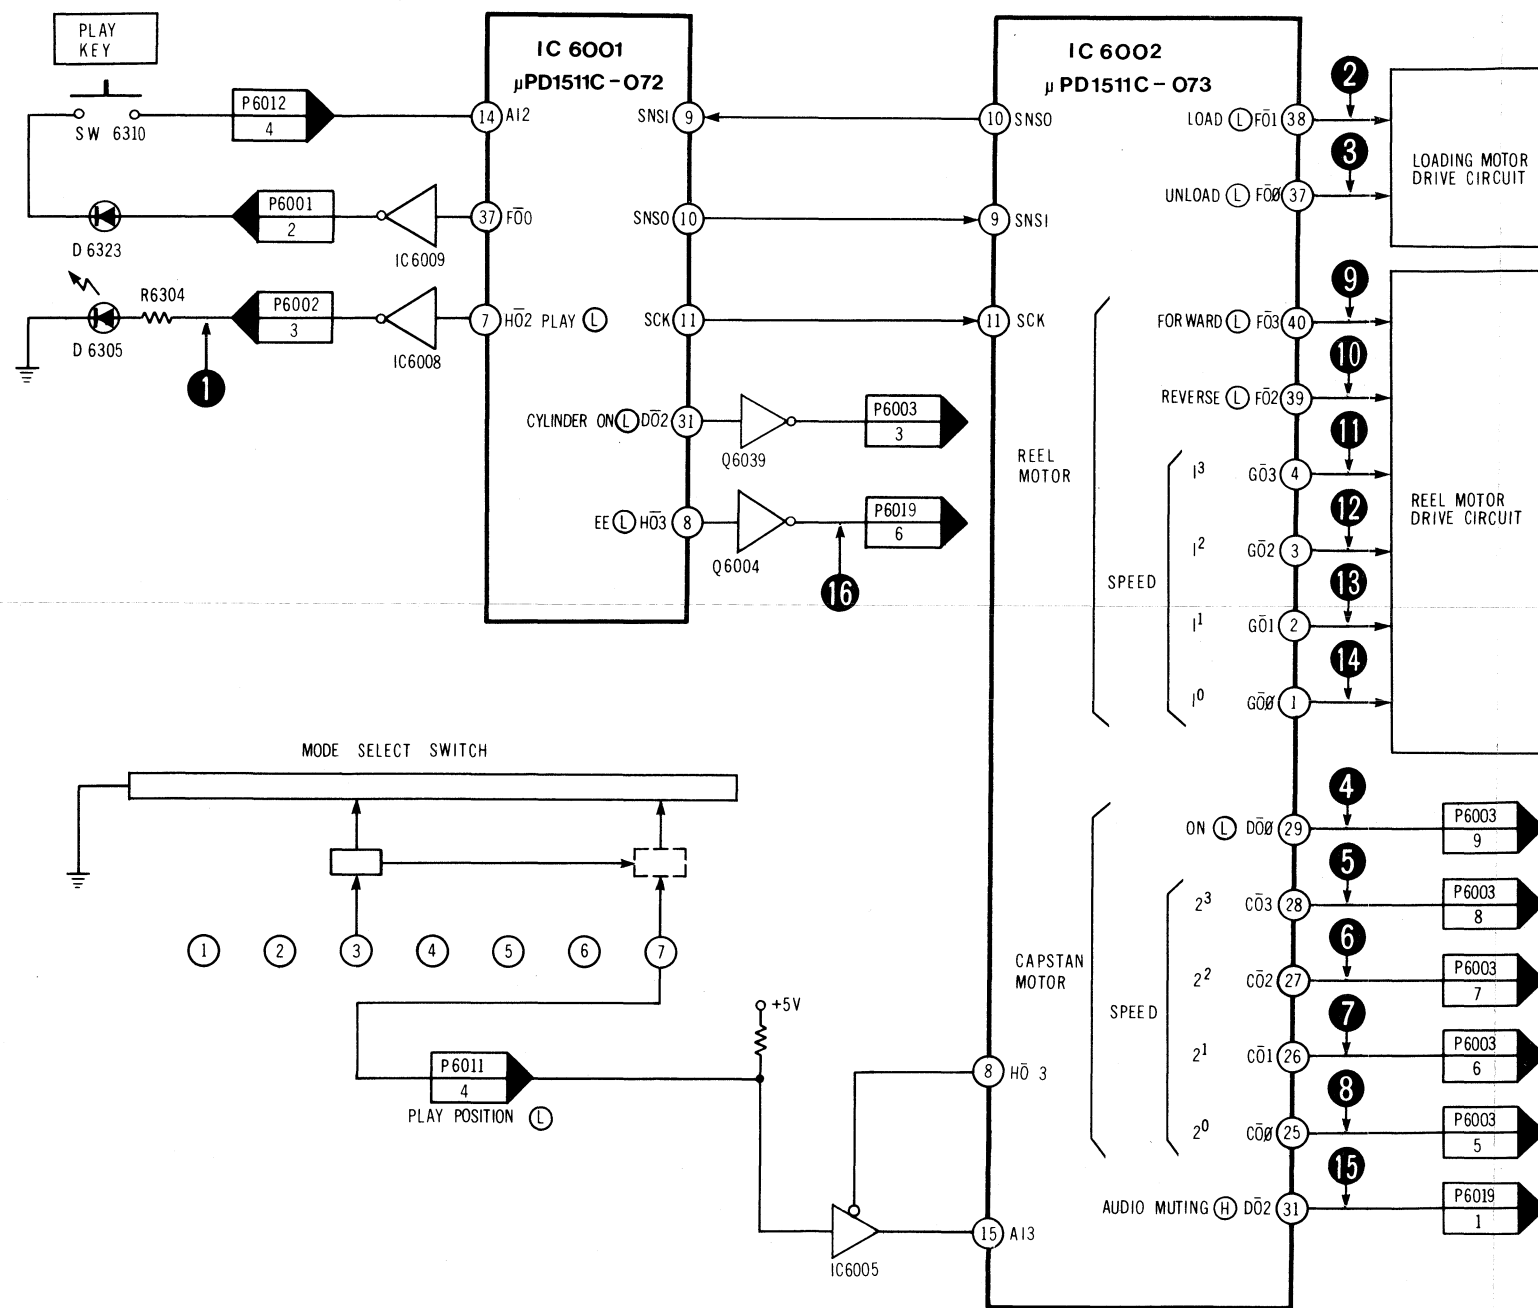 PLAY
KEY
SW 6310
P6012
4
14 AI2
D 6323
P6001
2
IC6009
37 FŌ0
D 6305
R6304
1
P6002
3
IC6008
7 HŌ2 PLAY L
IC 6001
µPD1511C-072
SNSI 9
SNSO 10
SCK 11
CYLINDER ON L DŌ2 31
Q6039
P6003
3
EE L HŌ3 8
Q6004
16
P6019
6
IC 6002
µPD1511C-073
10 SNSO
9 SNSI
11 SCK
LOAD L FŌ1 38
2
UNLOAD L FŌØ 37
3
LOADING MOTOR
DRIVE CIRCUIT
REEL
MOTOR
FORWARD L FŌ3 40
9
REVERSE L FŌ2 39
10
SPEED
1³ GŌ3 4
11
1² GŌ2 3
12
1¹ GŌ1 2
13
1⁰ GŌØ 1
14
REEL MOTOR
DRIVE CIRCUIT
MODE SELECT SWITCH
1 2 3 4 5 6 7
P6011
4
PLAY POSITION L
+5V
IC6005
8 HŌ 3
15 AI3
CAPSTAN
MOTOR
ON L DŌØ 29
4
P6003
9
SPEED
2³ CŌ3 28
5
P6003
8
2² CŌ2 27
6
P6003
7
2¹ CŌ1 26
7
P6003
6
2⁰ CŌØ 25
8
P6003
5
AUDIO MUTING H DŌ2 31
15
P6019
1